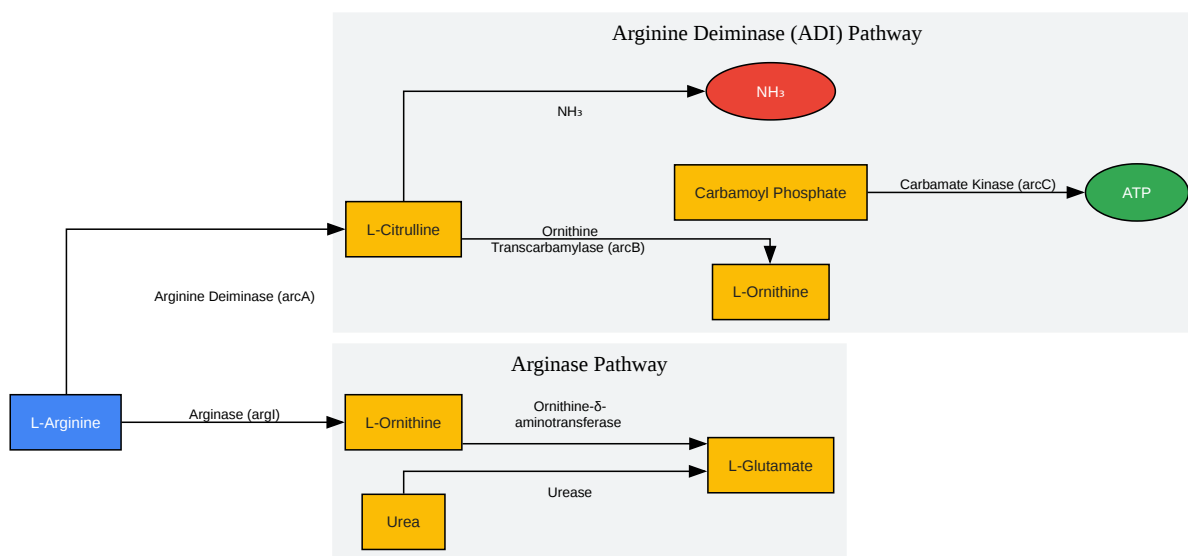 Arginine Deiminase (ADI) Pathway
NH₃
NH₃
Carbamoyl Phosphate
Carbamate Kinase (arcC)
ATP
L-Citrulline
Ornithine
Transcarbamylase (arcB)
L-Ornithine
Arginine Deiminase (arcA)
Arginase Pathway
L-Arginine
Arginase (argI)
L-Ornithine
Ornithine-δ-
aminotransferase
L-Glutamate
Urease
Urea